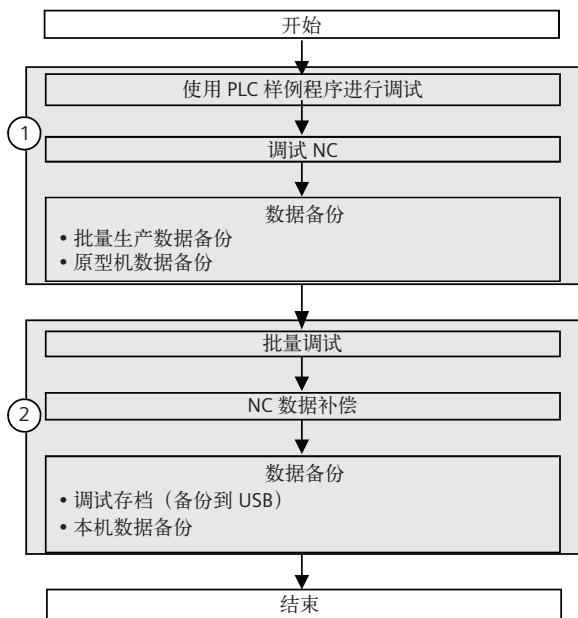 开始
使用 PLC 样例程序进行调试
1
调试 NC
数据备份
• 批量生产数据备份
• 原型机数据备份
批量调试
2
NC 数据补偿
数据备份
• 调试存档（备份到 USB）
• 本机数据备份
结束